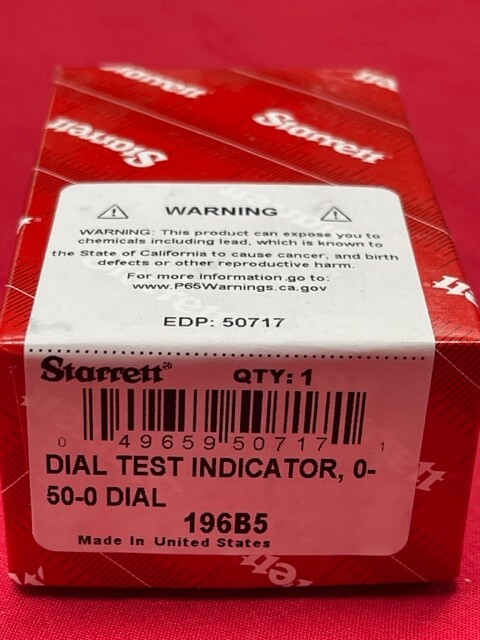 Starrett
Starrett
Starrett
WARNING
WARNING: This product can expose you to
chemicals including lead, which is known to
the State of California to cause cancer, and birth
defects or other reproductive harm.
For more information go to:
www.P65Warnings.ca.gov
EDP: 50717
Starrett® QTY: 1
0 49659 50717 1
DIAL TEST INDICATOR, 0-
50-0 DIAL
196B5
Made In United States